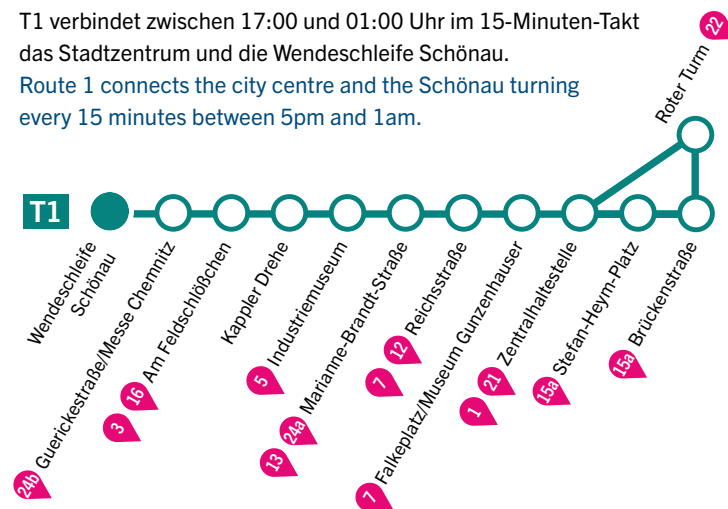 T1 verbindet zwischen 17:00 und 01:00 Uhr im 15-Minuten-Takt
das Stadtzentrum und die Wendeschleife Schönau.
Route 1 connects the city centre and the Schönau turning
every 15 minutes between 5pm and 1am.
22
Roter Turm
T1
Wendeschleife
Schönau
24b
Guerickestraße/Messe Chemnitz
3
16
Am Feldschlößchen
Kappler Drehe
5
Industriemuseum
13
24a
Marianne-Brandt-Straße
7
12
Reichsstraße
7
Falkeplatz/Museum Gunzenhauser
1
21
Zentralhaltestelle
15a
Stefan-Heym-Platz
15a
Brückenstraße